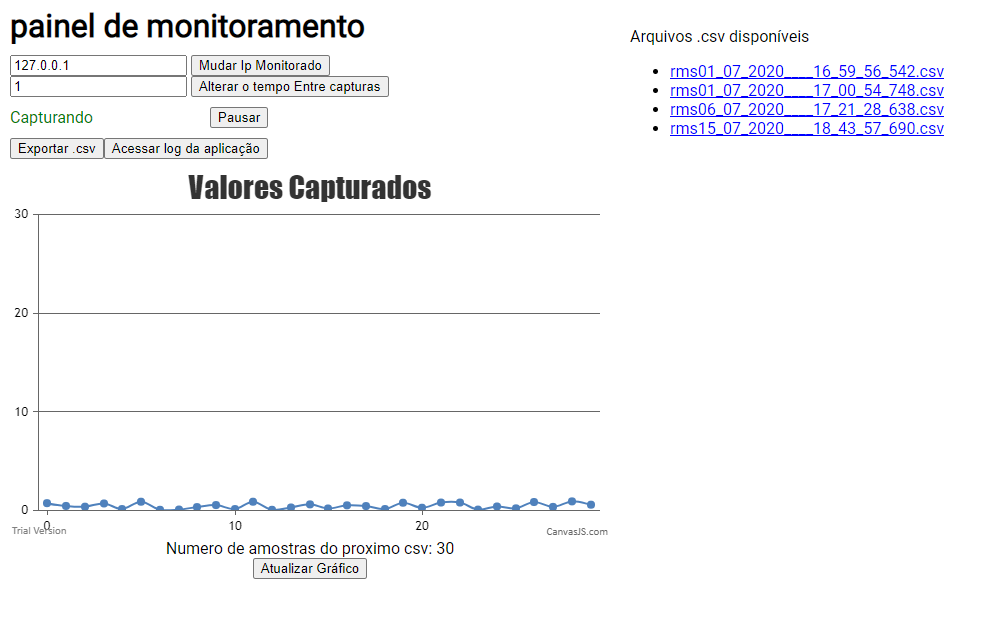 painel de monitoramento
127.0.0.1 Mudar Ip Monitorado
1 Alterar o tempo Entre capturas
Capturando Pausar
Exportar .csv Acessar log da aplicação
Arquivos .csv disponíveis
rms01_07_2020____16_59_56_542.csv
rms01_07_2020____17_00_54_748.csv
rms06_07_2020____17_21_28_638.csv
rms15_07_2020____18_43_57_690.csv
Valores Capturados
30
20
10
0
0 10 20
Trial Version CanvasJS.com
Numero de amostras do proximo csv: 30
Atualizar Gráfico